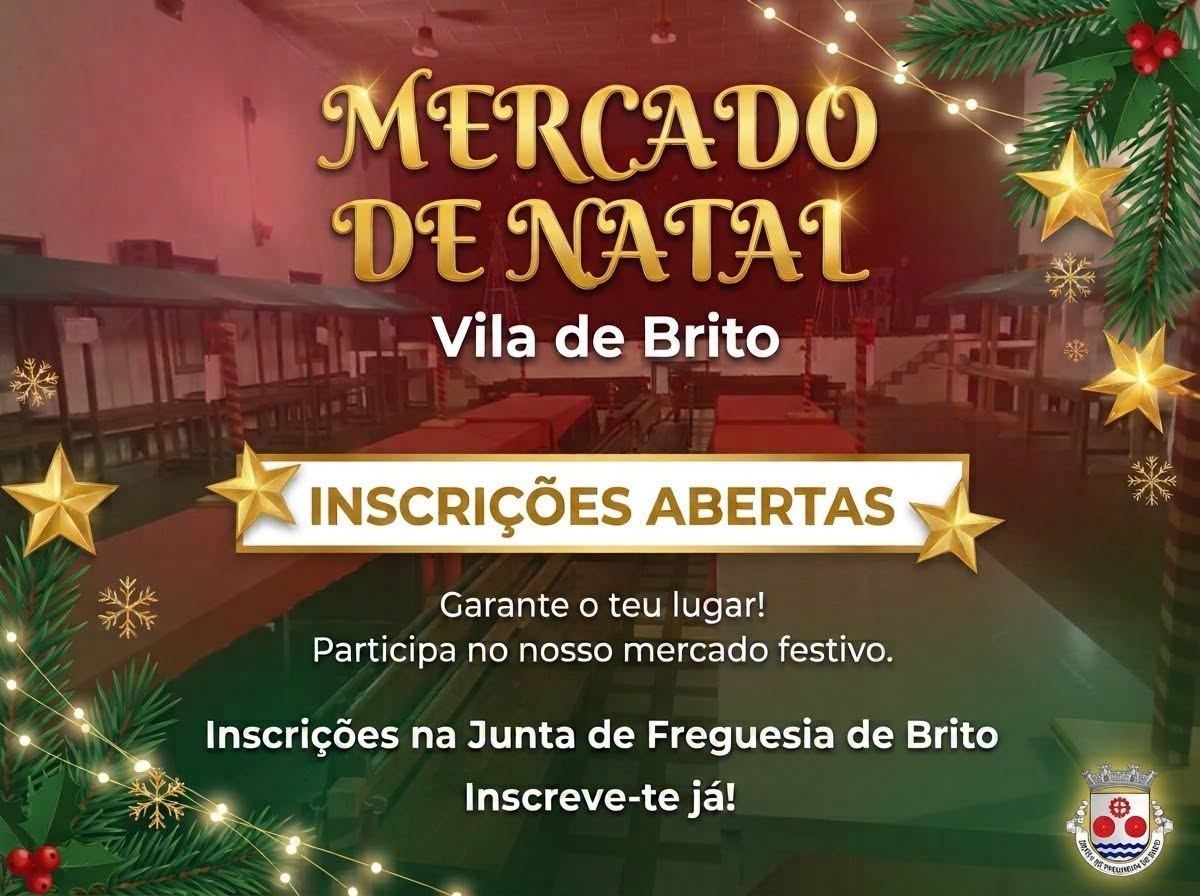 MERCADO
DE NATAL
Vila de Brito
INSCRIÇÕES ABERTAS
Garante o teu lugar!
Participa no nosso mercado festivo.
Inscrições na Junta de Freguesia de Brito
Inscreve-te já!